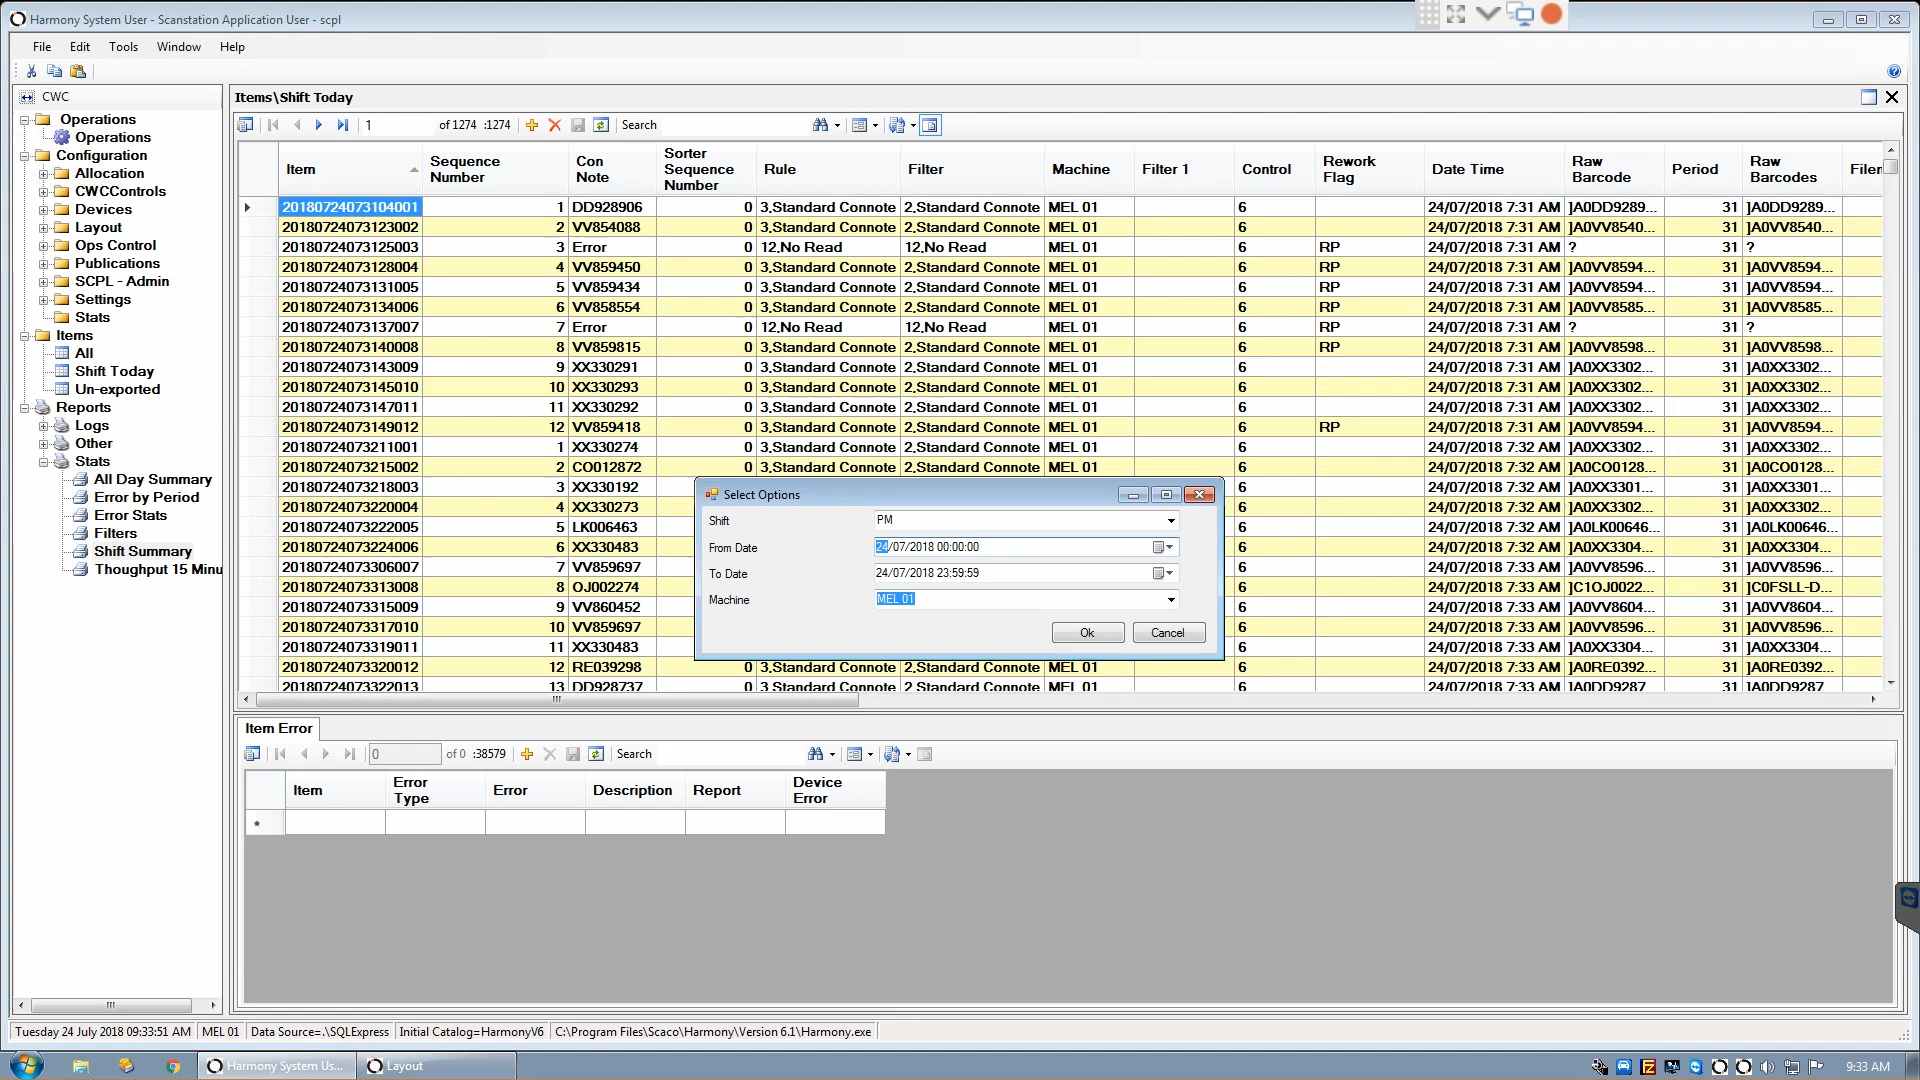 Harmony System User - Scanstation Application User - scpl
File Edit Tools Window Help
CWC
Operations
Operations
Configuration
Allocation
CWCControls
Devices
Layout
Ops Control
Publications
SCPL - Admin
Settings
Stats
Items
All
Shift Today
Un-exported
Reports
Logs
Other
Stats
All Day Summary
Error by Period
Error Stats
Filters
Shift Summary
Thoughput 15 Minu
Items\Shift Today
1 of 1274 :1274 Search
Item Sequence Number Con Note Sorter Sequence Number Rule Filter Machine Filter 1 Control Rework Flag Date Time Raw Barcode Period Raw Barcodes Filer
20180724073104001 1 DD928906 0 3.Standard Connote 2.Standard Connote MEL 01 6 24/07/2018 7:31 AM ]A0DD9289... 31 ]A0DD9289...
20180724073123002 2 VV854088 0 3.Standard Connote 2.Standard Connote MEL 01 6 24/07/2018 7:31 AM ]A0VV8540... 31 ]A0VV8540...
20180724073125003 3 Error 0 12.No Read 12.No Read MEL 01 6 RP 24/07/2018 7:31 AM ]A0VV ? 31 ?
20180724073128004 4 VV859450 0 3.Standard Connote 2.Standard Connote MEL 01 6 RP 24/07/2018 7:31 AM ]A0VV8594... 31 ]A0VV8594...
20180724073131005 5 VV859434 0 3.Standard Connote 2.Standard Connote MEL 01 6 RP 24/07/2018 7:31 AM ]A0VV8594... 31 ]A0VV8594...
20180724073134006 6 VV858554 0 3.Standard Connote 2.Standard Connote MEL 01 6 RP 24/07/2018 7:31 AM ]A0VV8585... 31 ]A0VV8585...
20180724073137007 7 Error 0 12.No Read 12.No Read MEL 01 6 RP 24/07/2018 7:31 AM ? 31 ?
20180724073140008 8 VV859815 0 3.Standard Connote 2.Standard Connote MEL 01 6 RP 24/07/2018 7:31 AM ]A0VV8598... 31 ]A0VV8598...
20180724073143009 9 XX330291 0 3.Standard Connote 2.Standard Connote MEL 01 6 24/07/2018 7:31 AM ]A0XX3302... 31 ]A0XX3302...
20180724073145010 10 XX330293 0 3.Standard Connote 2.Standard Connote MEL 01 6 24/07/2018 7:31 AM ]A0XX3302... 31 ]A0XX3302...
20180724073147011 11 XX330292 0 3.Standard Connote 2.Standard Connote MEL 01 6 24/07/2018 7:31 AM ]A0XX3302... 31 ]A0XX3302...
20180724073149012 12 VV859418 0 3.Standard Connote 2.Standard Connote MEL 01 6 RP 24/07/2018 7:31 AM ]A0VV8594... 31 ]A0VV8594...
20180724073211001 1 XX330274 0 3.Standard Connote 2.Standard Connote MEL 01 6 24/07/2018 7:32 AM ]A0XX3302... 31 ]A0XX3302...
20180724073215002 2 CO012872 0 3.Standard Connote 2.Standard Connote MEL 01 6 24/07/2018 7:32 AM ]A0CO0128... 31 ]A0CO0128...
20180724073218003 3 XX330192 6 24/07/2018 7:32 AM ]A0XX3301... 31 ]A0XX3301...
20180724073220004 4 XX330273 6 24/07/2018 7:32 AM ]A0XX3302... 31 ]A0XX3302...
20180724073222005 5 LK006463 6 24/07/2018 7:32 AM ]A0LK00646... 31 ]A0LK00646...
20180724073224006 6 XX330483 6 24/07/2018 7:32 AM ]A0XX3304... 31 ]A0XX3304...
20180724073306007 7 VV859697 6 24/07/2018 7:33 AM ]A0VV8596... 31 ]A0VV8596...
20180724073313008 8 OJ002274 6 24/07/2018 7:33 AM ]C1OJ0022... 31 ]C0FSLL-D...
20180724073315009 9 VV860452 6 24/07/2018 7:33 AM ]A0VV8604... 31 ]A0VV8604...
20180724073317010 10 VV859697 6 24/07/2018 7:33 AM ]A0VV8596... 31 ]A0VV8596...
20180724073319011 11 XX330483 6 24/07/2018 7:33 AM ]A0XX3304... 31 ]A0XX3304...
20180724073320012 12 RE039298 0 3.Standard Connote 2.Standard Connote MEL 01 6 24/07/2018 7:33 AM ]A0RE0392... 31 ]A0RE0392...
20180724073322013 13 DD928737 0 3.Standard Connote 2.Standard Connote MEL 01 6 24/07/2018 7:33 AM ]A0DD9287 31 ]A0DD9287
Select Options
Shift PM
From Date 24/07/2018 00:00:00
To Date 24/07/2018 23:59:59
Machine MEL 01
Ok Cancel
Item Error
0 of 0 :38579 Search
Item Error Type Error Description Report Device Error
*
Tuesday 24 July 2018 09:33:51 AM MEL 01 Data Source=.\SQLExpress Initial Catalog=HarmonyV6 C:\Program Files\Scaco\Harmony\Version 6.1\Harmony.exe
Harmony System Us... Layout 9:33 AM